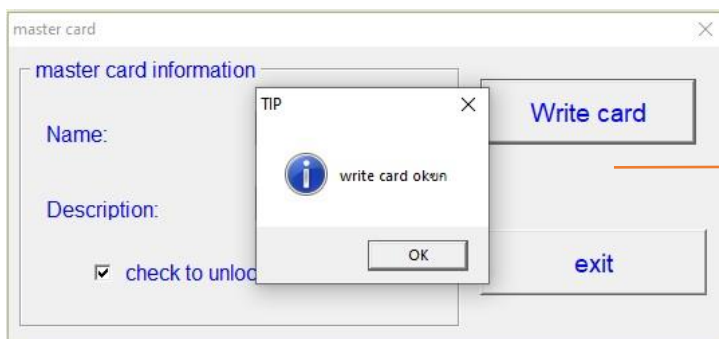 master card
master card information
Name:
Description:
check to unloc
TIP
write card ok
OK
Write card
exit